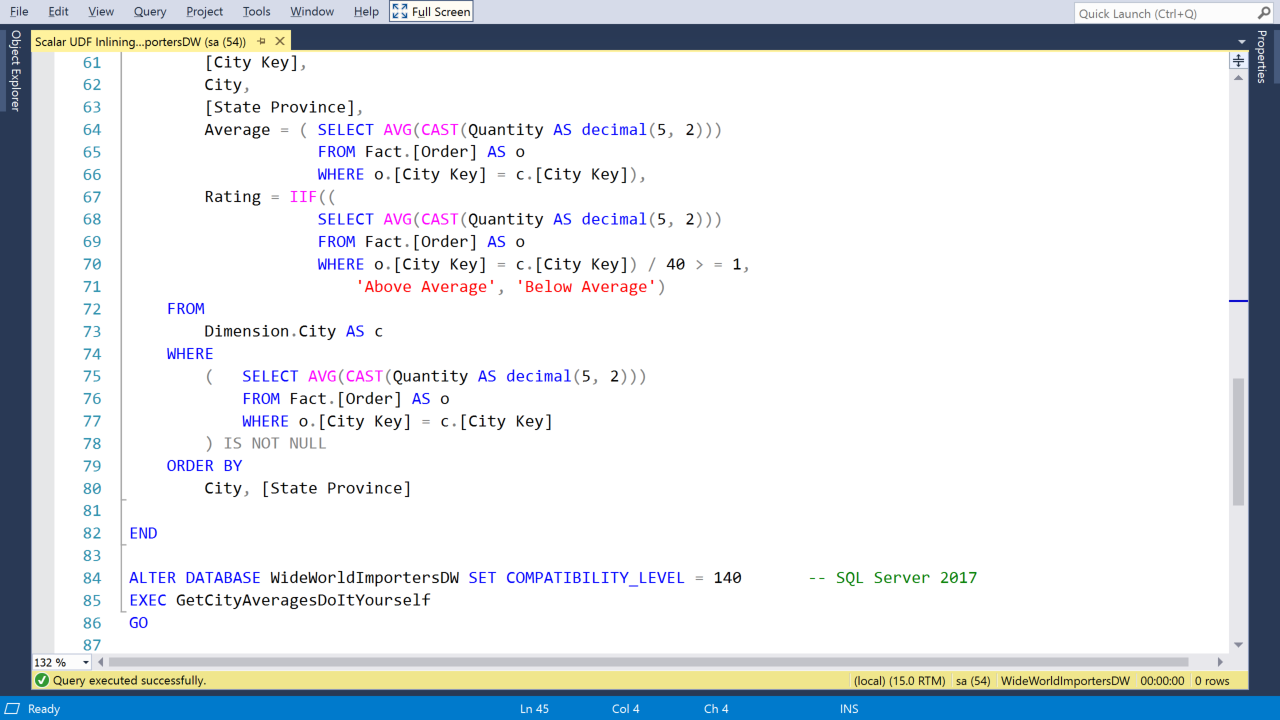 File Edit View Query Project Tools Window Help Full Screen Quick Launch (Ctrl+Q)
Object Explorer
Scalar UDF Inlining...portersDW (sa (54))
Properties
61 [City Key],
62 City,
63 [State Province],
64 Average = ( SELECT AVG(CAST(Quantity AS decimal(5, 2)))
65 FROM Fact.[Order] AS o
66 WHERE o.[City Key] = c.[City Key]),
67 Rating = IIF((
68 SELECT AVG(CAST(Quantity AS decimal(5, 2)))
69 FROM Fact.[Order] AS o
70 WHERE o.[City Key] = c.[City Key]) / 40 > = 1,
71 'Above Average', 'Below Average')
72 FROM
73 Dimension.City AS c
74 WHERE
75 ( SELECT AVG(CAST(Quantity AS decimal(5, 2)))
76 FROM Fact.[Order] AS o
77 WHERE o.[City Key] = c.[City Key]
78 ) IS NOT NULL
79 ORDER BY
80 City, [State Province]
81
82 END
83
84 ALTER DATABASE WideWorldImportersDW SET COMPATIBILITY_LEVEL = 140 -- SQL Server 2017
85 EXEC GetCityAveragesDoItYourself
86 GO
87
132 %
Query executed successfully. (local) (15.0 RTM) sa (54) WideWorldImportersDW 00:00:00 0 rows
Ready Ln 45 Col 4 Ch 4 INS